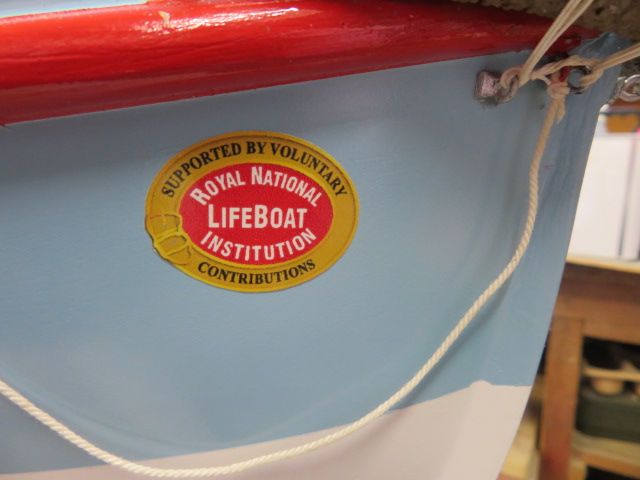 SUPPORTED BY VOLUNTARY
ROYAL NATIONAL
LIFEBOAT
INSTITUTION
CONTRIBUTIONS